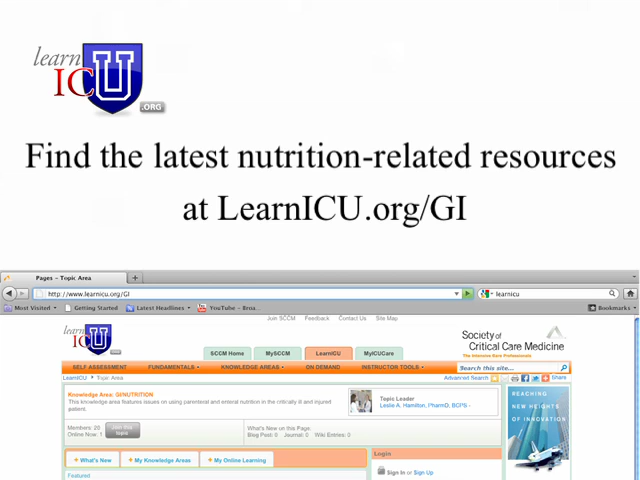 learn
ICU
.ORG
Find the latest nutrition-related resources
at LearnICU.org/GI
Pages - Topic Area
http://www.learnicu.org/GI
learnicu
Most Visited Getting Started Latest Headlines YouTube - Broa... Bookmarks
Join SCCM Feedback Contact Us Site Map
learn
ICU
Society of
Critical Care Medicine
The Intensive Care Professionals
SCCM Home MySCCM LearnICU MyICUCare
SELF ASSESSMENT FUNDAMENTALS KNOWLEDGE AREAS ON DEMAND INSTRUCTOR TOOLS Search this site...
LearnICU Topic Area Advanced Search Share
Knowledge Area: GI/NUTRITION
This knowledge area features issues on using parenteral and enteral nutrition in the critically ill and injured
patient.
Topic Leader
Leslie A. Hamilton, PharmD, BCPS -
REACHING
NEW HEIGHTS
OF INNOVATION
Members: 20
Online Now: 1
Join this
topic
What's New on this Page:
Blog Post: 0 Journal: 0 Wiki Entries: 0
What's New My Knowledge Areas My Online Learning
Login
Sign In or Sign Up
Featured